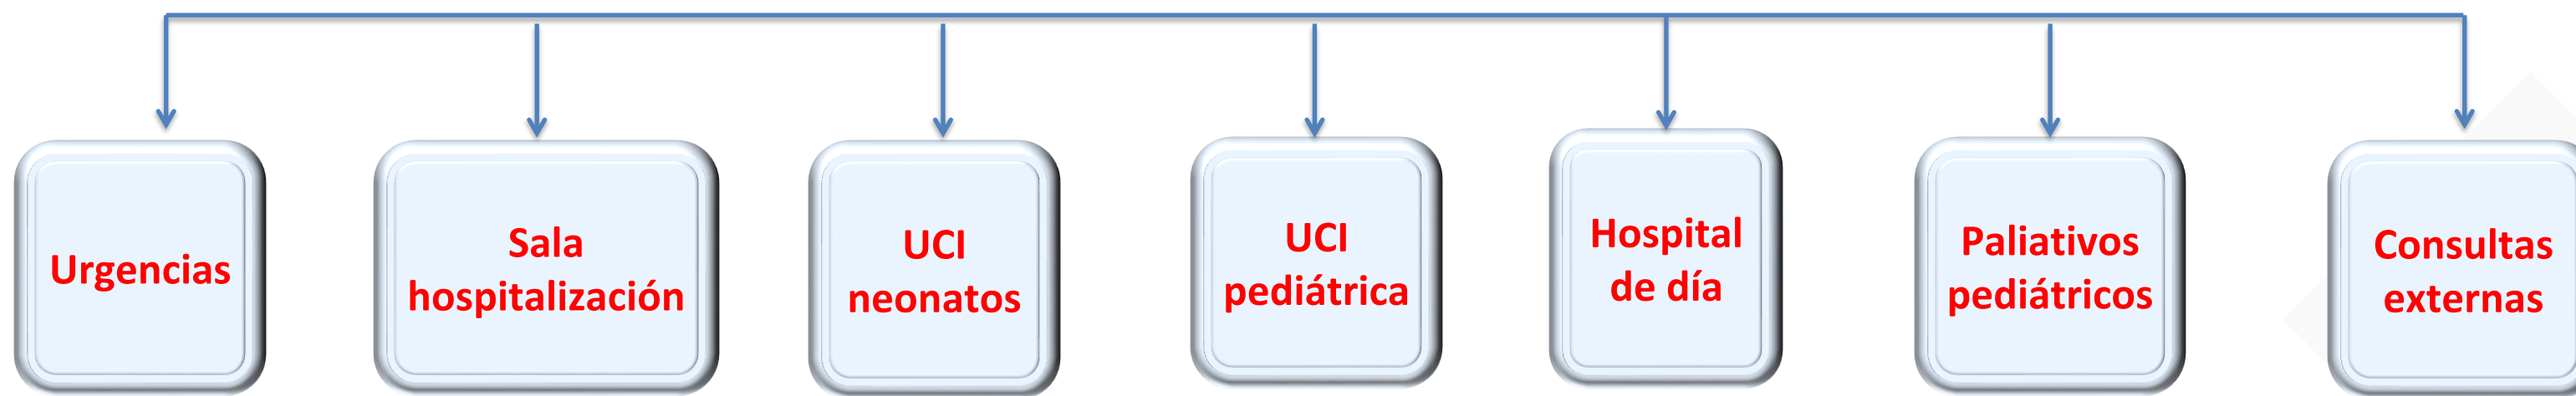 Urgencias
Sala
hospitalización
UCI
neonatos
UCI
pediátrica
Hospital
de día
Paliativos
pediátricos
Consultas
externas